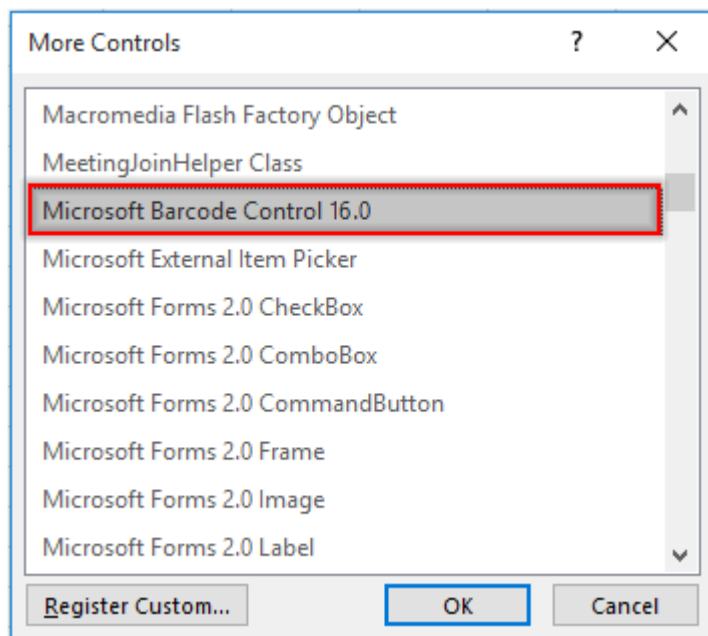 More Controls ?
Macromedia Flash Factory Object
MeetingJoinHelper Class
Microsoft Barcode Control 16.0
Microsoft External Item Picker
Microsoft Forms 2.0 CheckBox
Microsoft Forms 2.0 ComboBox
Microsoft Forms 2.0 CommandButton
Microsoft Forms 2.0 Frame
Microsoft Forms 2.0 Image
Microsoft Forms 2.0 Label
Register Custom... OK Cancel